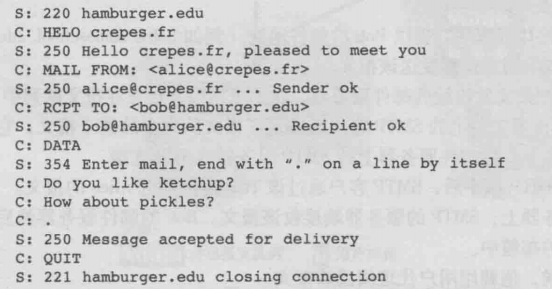 S: 220 hamburger.edu
C: HELO crepes.fr
S: 250 Hello crepes.fr, pleased to meet you
C: MAIL FROM: <alice@crepes.fr>
S: 250 alice@crepes.fr ... Sender ok
C: RCPT TO: <bob@hamburger.edu>
S: 250 bob@hamburger.edu ... Recipient ok
C: DATA
S: 354 Enter mail, end with "." on a line by itself
C: Do you like ketchup?
C: How about pickles?
C: .
S: 250 Message accepted for delivery
C: QUIT
S: 221 hamburger.edu closing connection